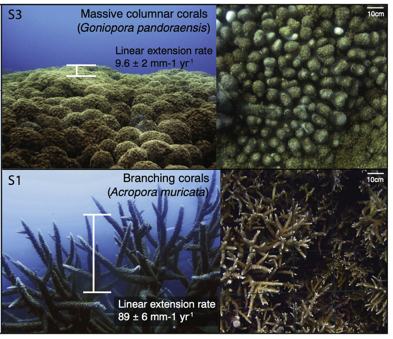 S3
Massive columnar corals
(Goniopora pandoraensis)
Linear extension rate
9.6 ± 2 mm-1 yr-1
10cm
S1
Branching corals
(Acropora muricata)
10cm
Linear extension rate
89 ± 6 mm-1 yr-1